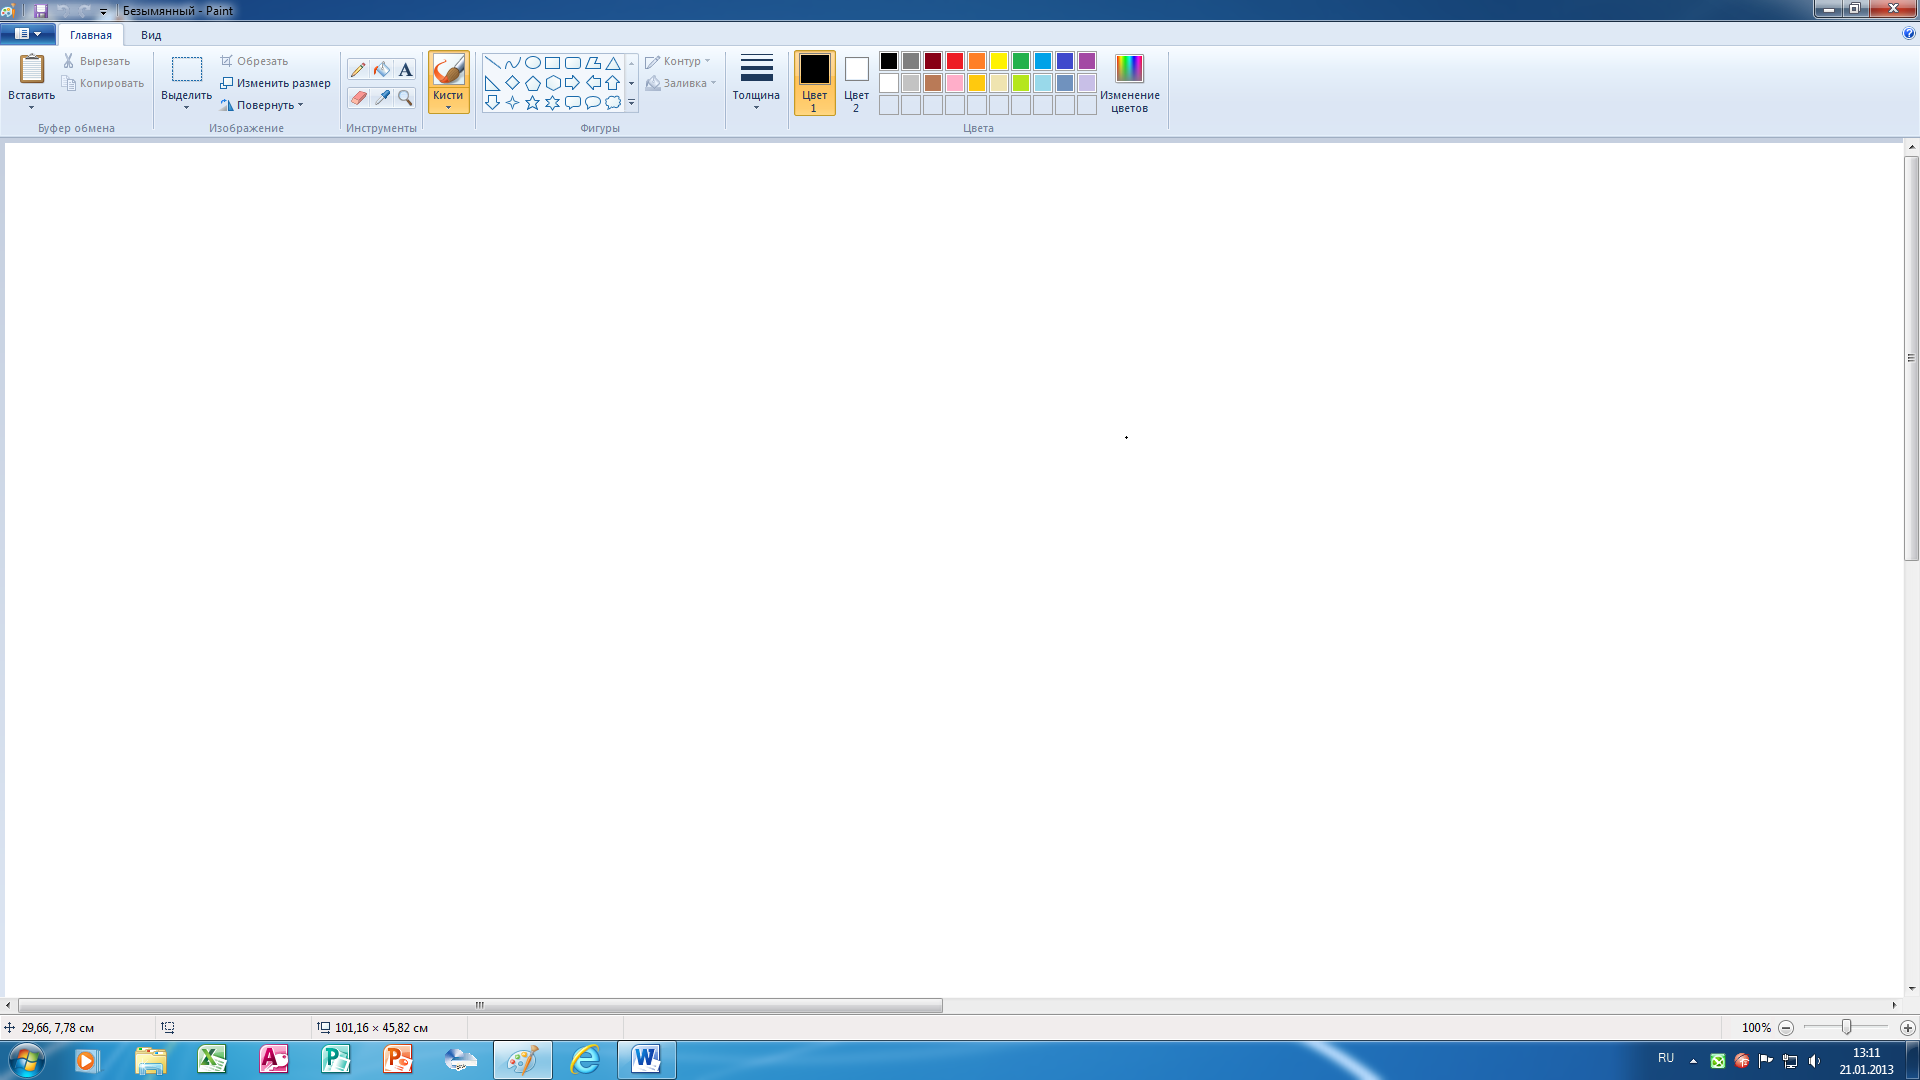 Безымянный - Paint
Главная Вид
Вставить
Вырезать
Копировать
Буфер обмена
Выделить
Обрезать
Изменить размер
Повернуть
Изображение
A
Инструменты
Кисти
Контур
Заливка
Фигуры
Толщина
Цвет
1
Цвет
2
Изменение
цветов
Цвета
29,66, 7,78 см
101,16 × 45,82 см
100%
RU
13:11
21.01.2013